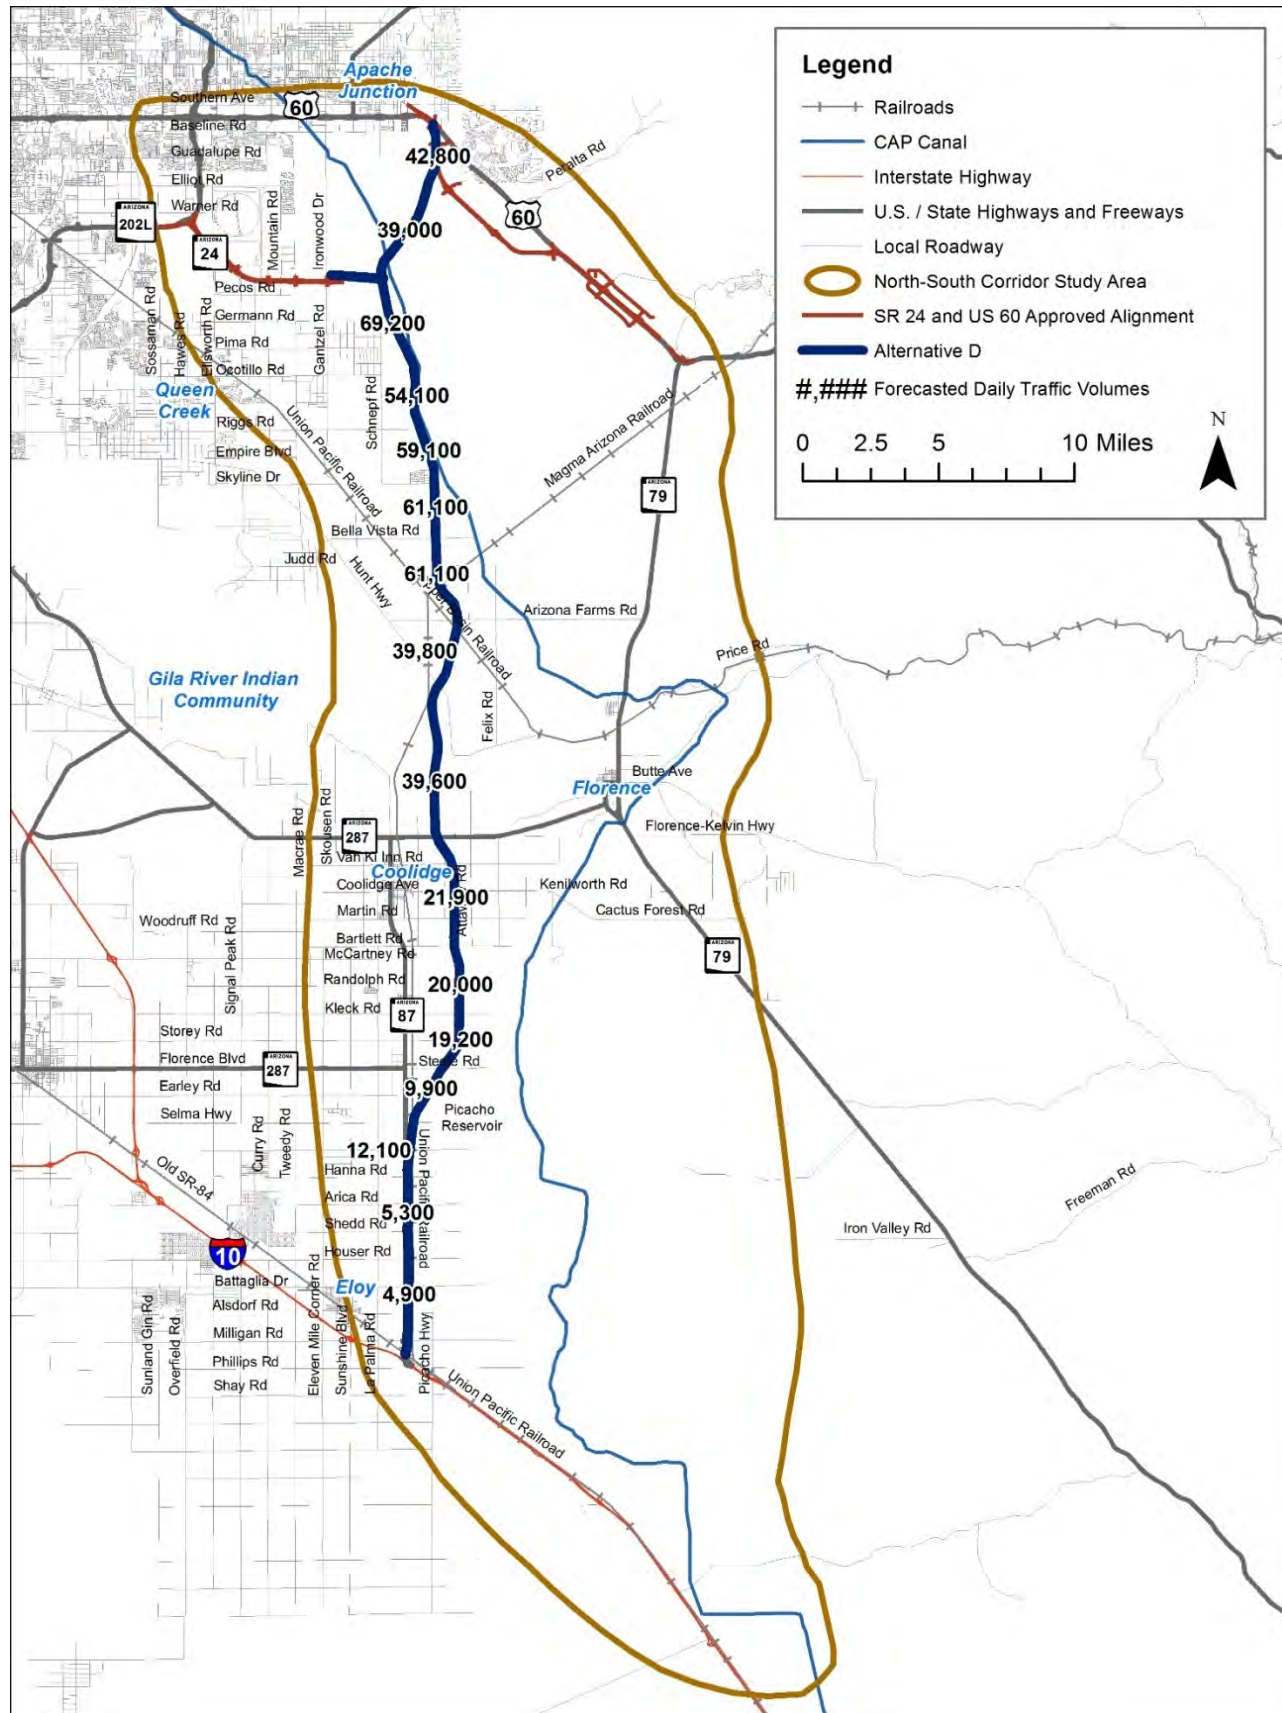 Apache
Junction
Southern Ave
60
Baseline Rd
Guadalupe Rd
Elliot Rd
Warner Rd
42,800
Peralta Rd
ARIZONA
202L
ARIZONA
24
Mountain Rd
Ironwood Dr
39,000
60
Pecos Rd
Germann Rd
69,200
Sossaman Rd
Hawes Rd
Ellsworth Rd
Pima Rd
Gantzel Rd
Ocotillo Rd
Queen
Creek
Schnepf Rd
54,100
Riggs Rd
Union Pacific Railroad
Empire Blvd
59,100
Magma Arizona Railroad
Skyline Dr
ARIZONA
79
61,100
Bella Vista Rd
Judd Rd
Hunt Hwy
61,100
Arizona Farms Rd
39,800
Price Rd
Gila River Indian
Community
Felix Rd
39,600
Butte Ave
Florence
Macrae Rd
Skousen Rd
ARIZONA
287
Florence-Kelvin Hwy
Van Ki Inn Rd
Coolidge
Coolidge Ave
21,900
Kenilworth Rd
Martin Rd
Cactus Forest Rd
Woodruff Rd
Signal Peak Rd
Bartlett Rd
McCartney Rd
ARIZONA
79
Randolph Rd
20,000
Kleck Rd
ARIZONA
87
Storey Rd
19,200
Florence Blvd
ARIZONA
287
Earley Rd
9,900
Selma Hwy
Picacho
Reservoir
Curry Rd
Tweedy Rd
12,100
Union Pacific Railroad
Old SR-84
Hanna Rd
Arica Rd
5,300
Shedd Rd
Freeman Rd
Iron Valley Rd
10
Houser Rd
Battaglia Dr
Eloy
4,900
Sunland Gin Rd
Overfield Rd
Alsdorf Rd
Eleven Mile Corner Rd
Sunshine Blvd
La Palma Rd
Picacho Hwy
Milligan Rd
Phillips Rd
Shay Rd
Union Pacific Railroad
Legend
Railroads
CAP Canal
Interstate Highway
U.S. / State Highways and Freeways
Local Roadway
North-South Corridor Study Area
SR 24 and US 60 Approved Alignment
Alternative D
#,### Forecasted Daily Traffic Volumes
0 2.5 5 10 Miles
N